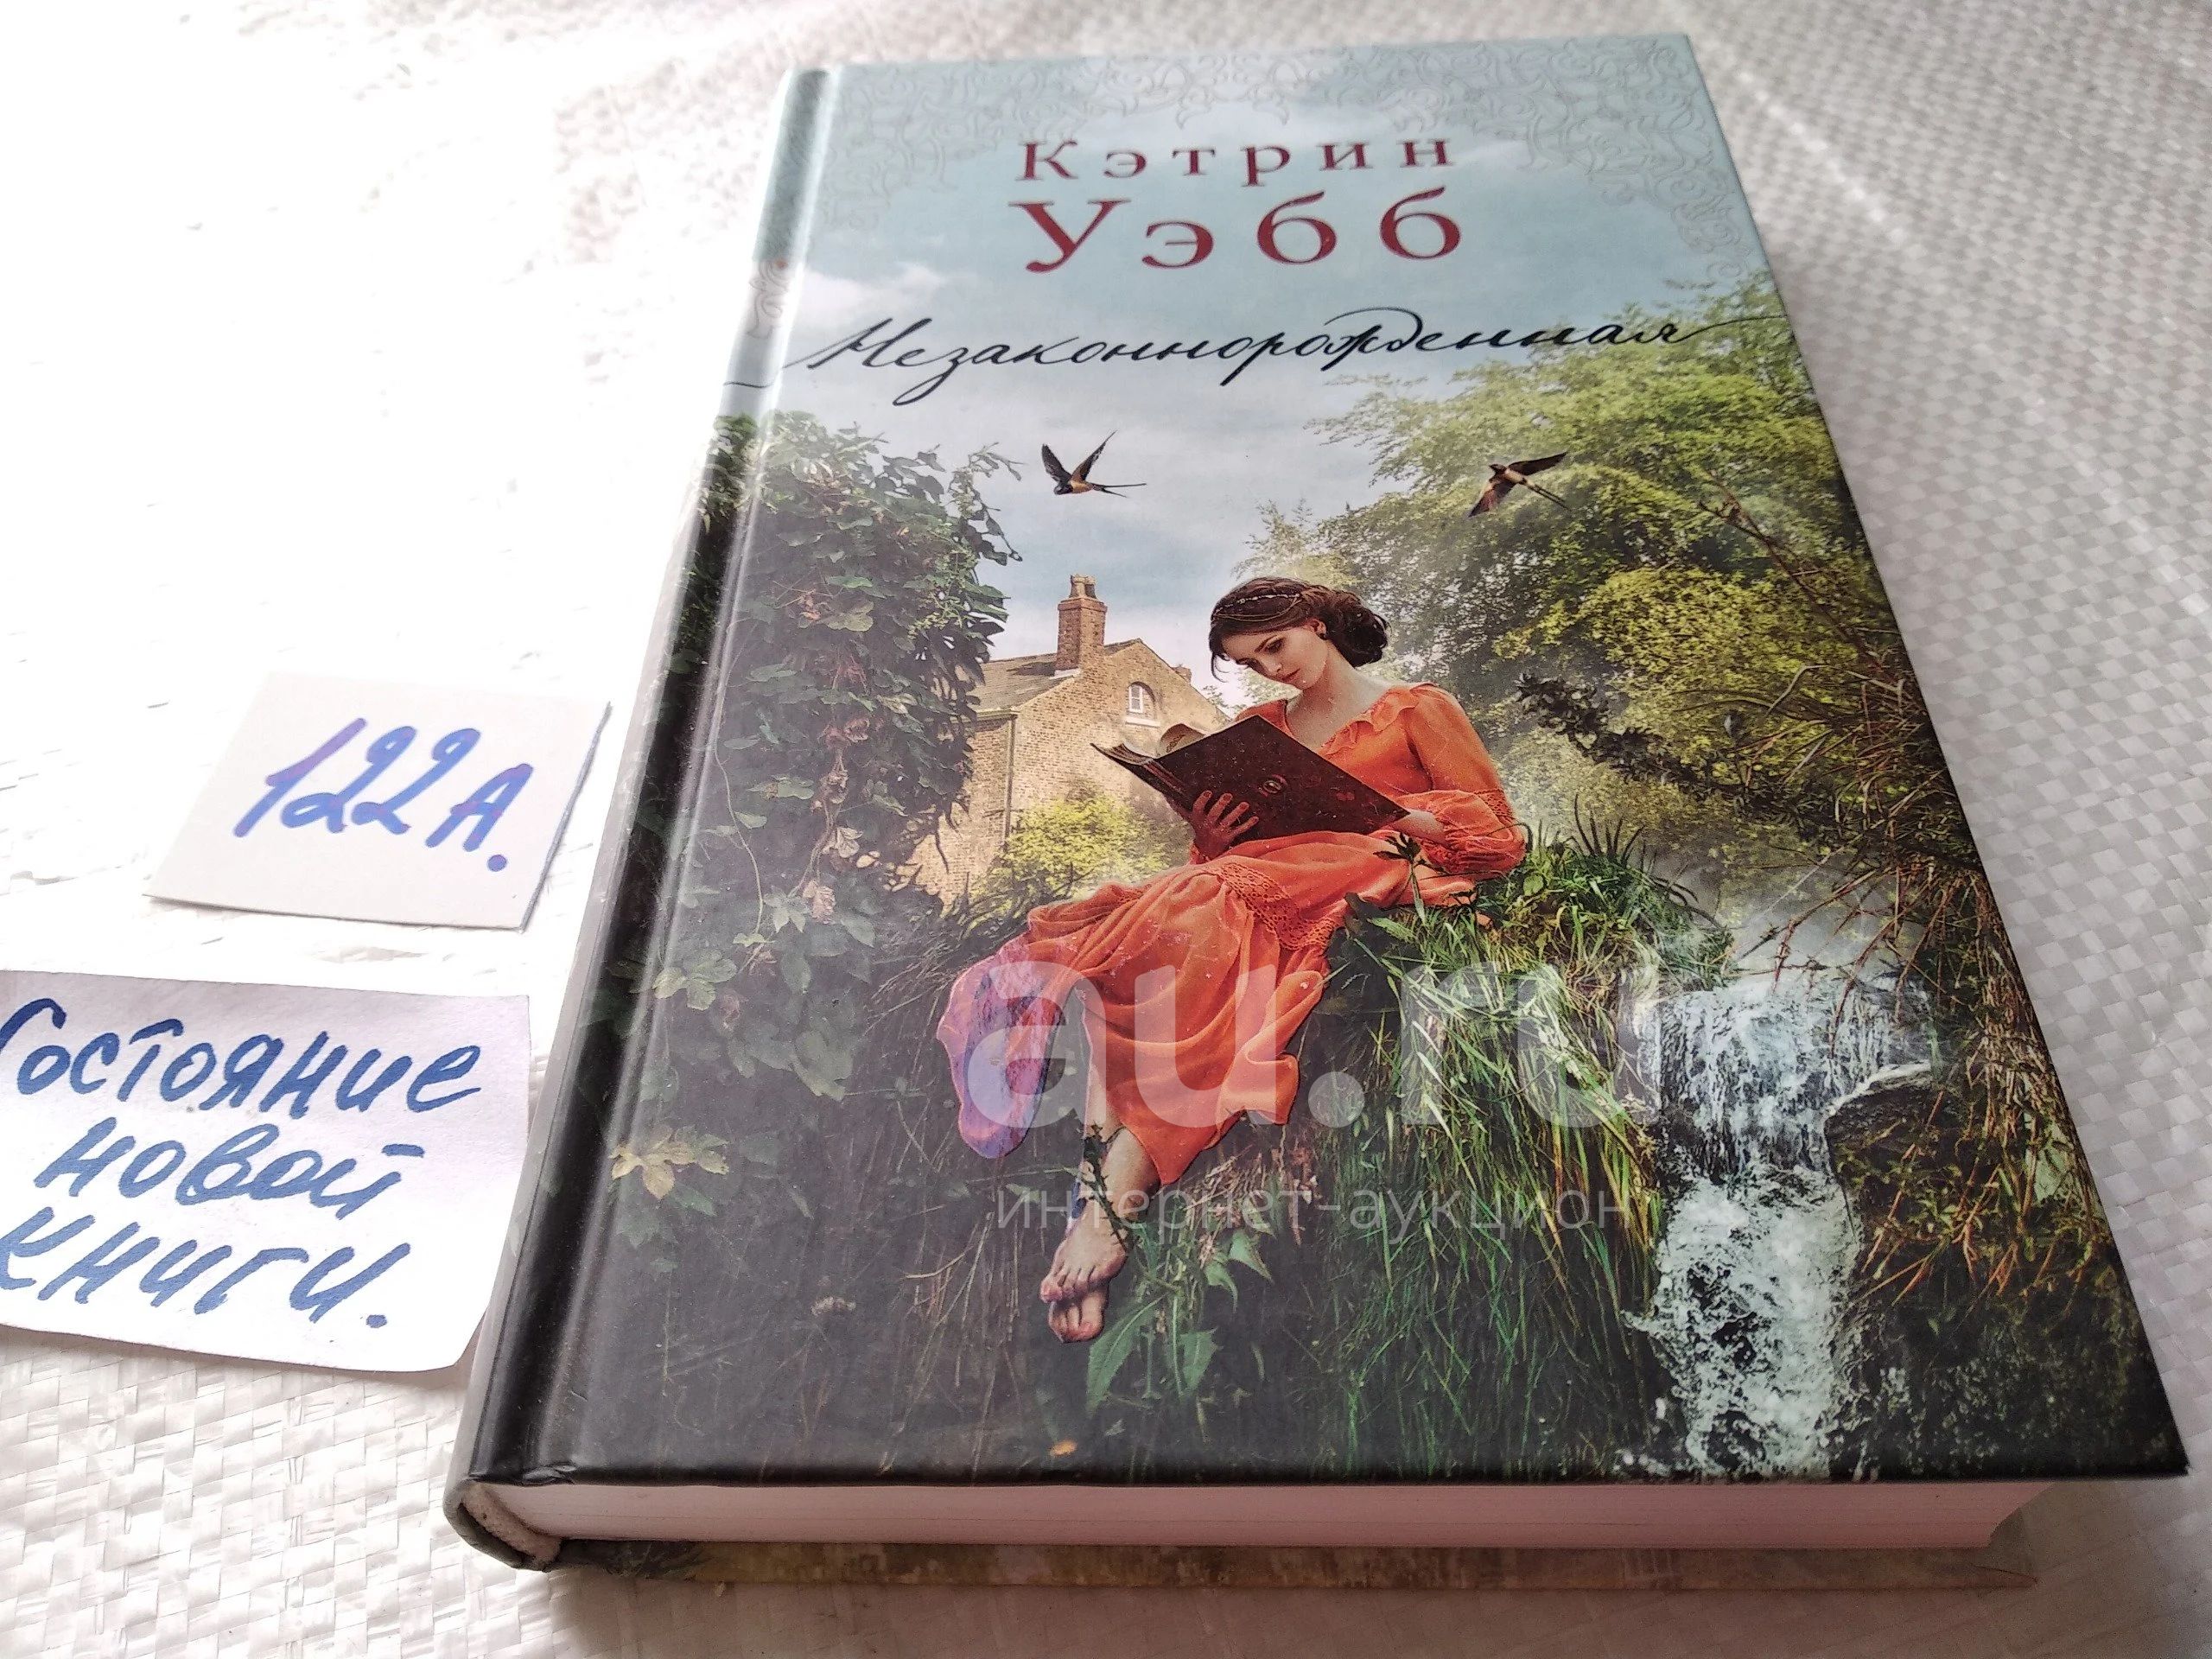 Кэтрин
Уэбб
Незаконнорожденная
122А.
Состояние
новой
книги.
au.ru
интернет-аукцион